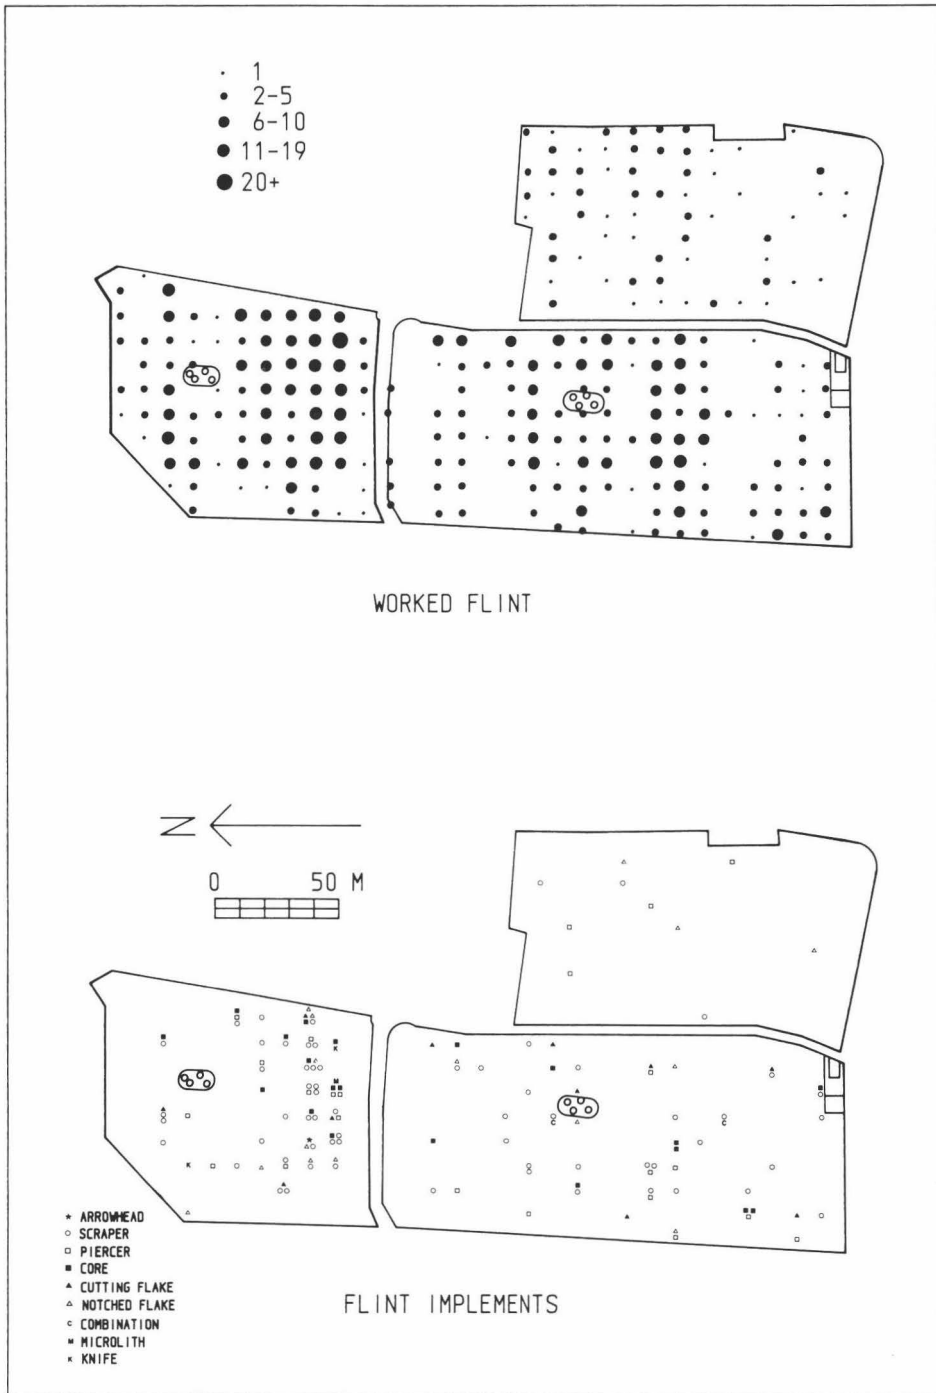 1
2-5
6-10
11-19
20+
WORKED FLINT
N
0 50 M
★ ARROWHEAD
○ SCRAPER
□ PIERCER
■ CORE
▲ CUTTING FLAKE
△ NOTCHED FLAKE
C COMBINATION
M MICROLITH
K KNIFE
K
M
K
C
C
FLINT IMPLEMENTS